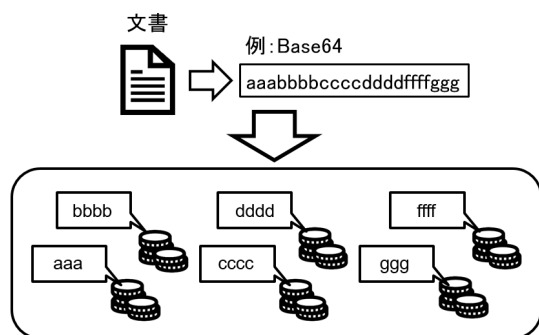 文書
例:Base64
aaabbbbccccddddffffggg
bbbb
dddd
ffff
aaa
cccc
ggg